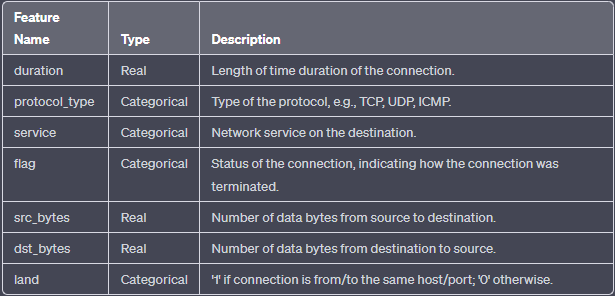 Feature
Name Type Description
duration Real Length of time duration of the connection.
protocol_type Categorical Type of the protocol, e.g., TCP, UDP, ICMP.
service Categorical Network service on the destination.
flag Categorical Status of the connection, indicating how the connection was
terminated.
src_bytes Real Number of data bytes from source to destination.
dst_bytes Real Number of data bytes from destination to source.
land Categorical '1' if connection is from/to the same host/port; '0' otherwise.